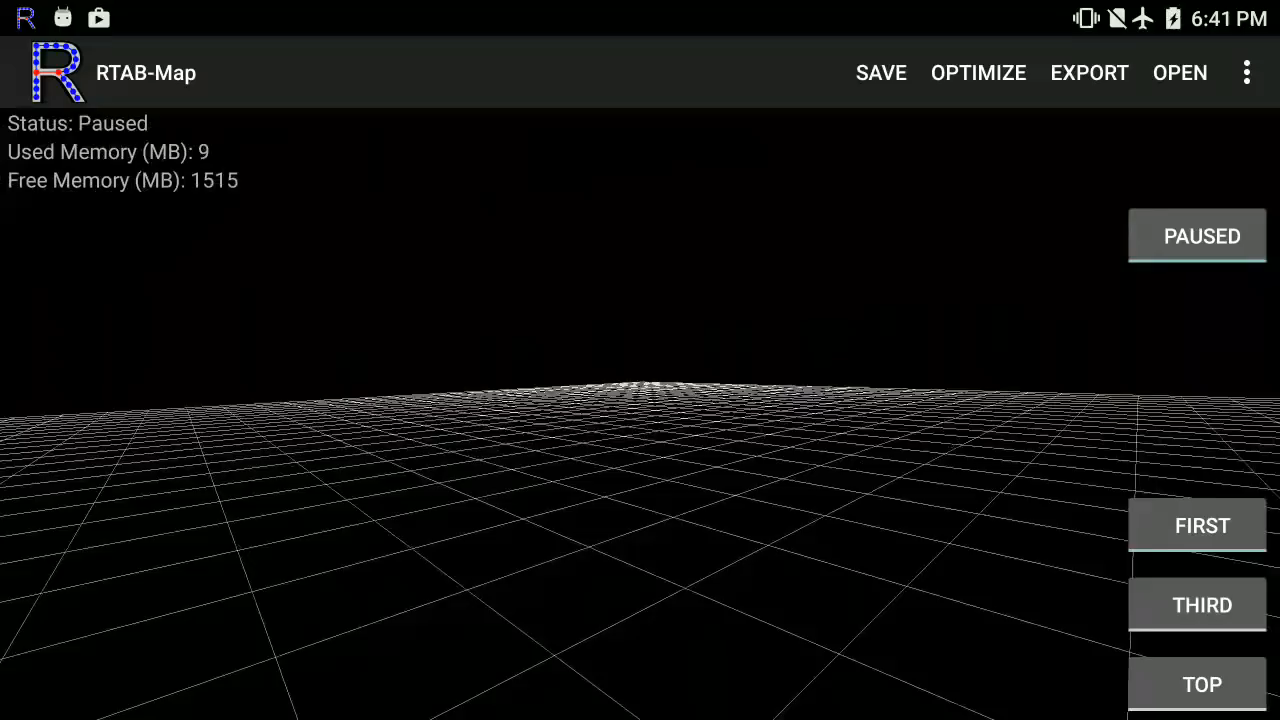 6:41 PM
RTAB-Map SAVE OPTIMIZE EXPORT OPEN
Status: Paused
Used Memory (MB): 9
Free Memory (MB): 1515
PAUSED
FIRST
THIRD
TOP